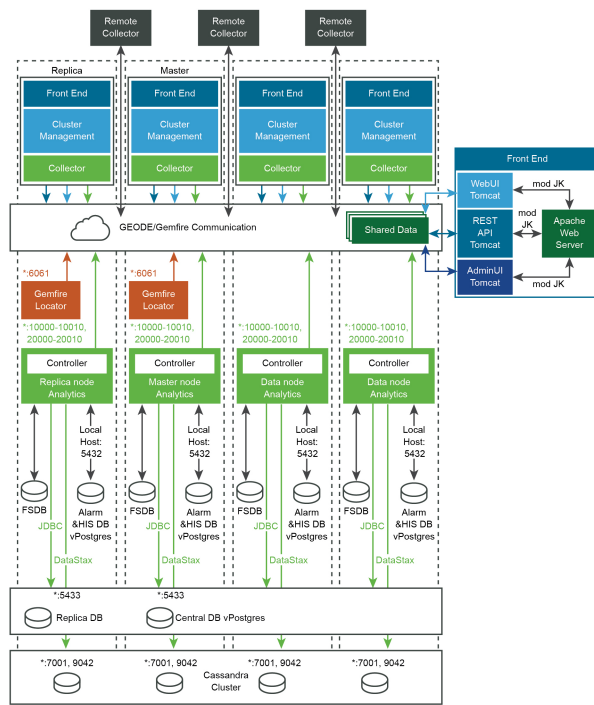 Remote
Collector
Remote
Collector
Remote
Collector
Replica
Master
Front End
Cluster
Management
Collector
Front End
Cluster
Management
Collector
Front End
Cluster
Management
Collector
Front End
Cluster
Management
Collector
GEODE/Gemfire Communication
Shared Data
Front End
WebUI
Tomcat
REST
API
Tomcat
AdminUI
Tomcat
mod JK
mod
JK
mod JK
Apache
Web
Server
*:6061
Gemfire
Locator
*:6061
Gemfire
Locator
*:10000-10010,
20000-20010
*:10000-10010,
20000-20010
*:10000-10010,
20000-20010
*:10000-10010,
20000-20010
Controller
Replica node
Analytics
Controller
Master node
Analytics
Controller
Data node
Analytics
Controller
Data node
Analytics
Local
Host:
5432
Local
Host:
5432
Local
Host:
5432
Local
Host:
5432
FSDB
Alarm
&HIS DB
vPostgres
FSDB
Alarm
&HIS DB
vPostgres
FSDB
Alarm
&HIS DB
vPostgres
FSDB
Alarm
&HIS DB
vPostgres
JDBC
JDBC
JDBC
JDBC
DataStax
DataStax
DataStax
DataStax
*:5433
*:5433
Replica DB
Central DB vPostgres
*:7001, 9042
*:7001, 9042
*:7001, 9042
*:7001, 9042
Cassandra
Cluster